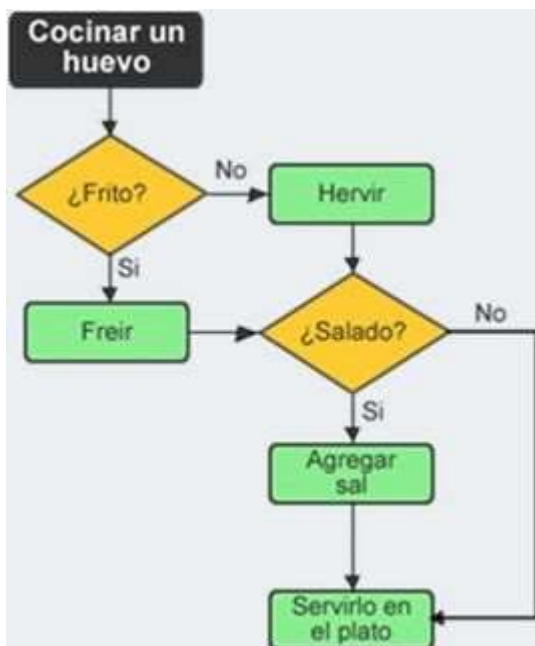 Cocinar un
huevo
¿Frito?
No
Hervir
Si
Freir
¿Salado?
No
Si
Agregar
sal
Servirlo en
el plato